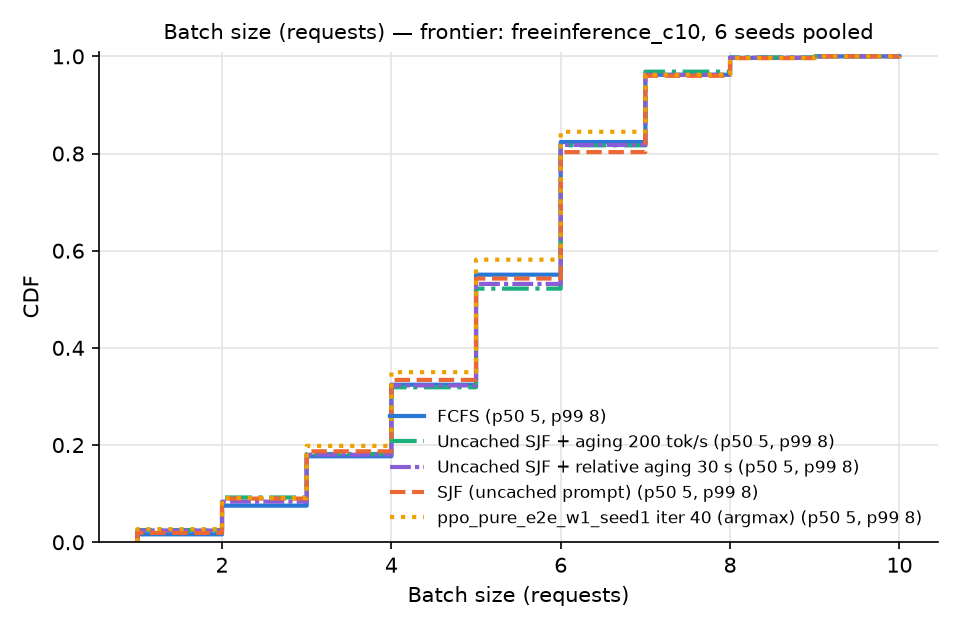 Batch size (requests) — frontier: freeinference_c10, 6 seeds pooled
1.0
0.8
0.6
0.4
0.2
0.0
CDF
FCFS (p50 5, p99 8)
Uncached SJF + aging 200 tok/s (p50 5, p99 8)
Uncached SJF + relative aging 30 s (p50 5, p99 8)
SJF (uncached prompt) (p50 5, p99 8)
ppo_pure_e2e_w1_seed1 iter 40 (argmax) (p50 5, p99 8)
2 4 6 8 10
Batch size (requests)